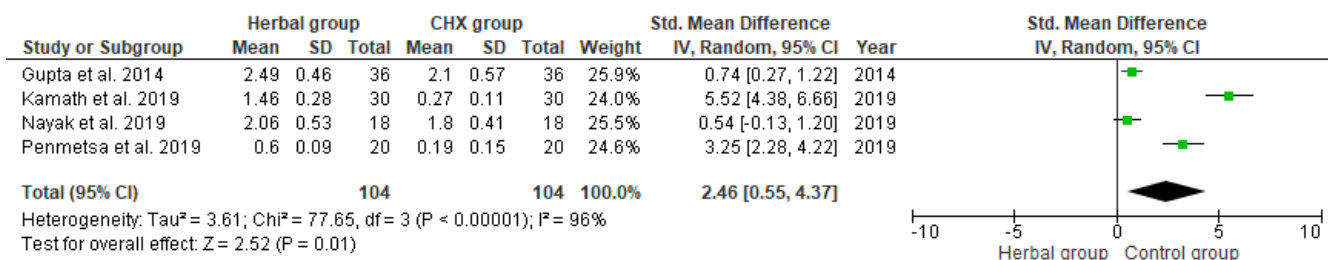 Herbal group CHX group Std. Mean Difference Std. Mean Difference
Study or Subgroup Mean SD Total Mean SD Total Weight IV, Random, 95% CI Year IV, Random, 95% CI
Gupta et al. 2014 2.49 0.46 36 2.1 0.57 36 25.9% 0.74 [0.27, 1.22] 2014
Kamath et al. 2019 1.46 0.28 30 0.27 0.11 30 24.0% 5.52 [4.38, 6.66] 2019
Nayak et al. 2019 2.06 0.53 18 1.8 0.41 18 25.5% 0.54 [-0.13, 1.20] 2019
Penmetsa et al. 2019 0.6 0.09 20 0.19 0.15 20 24.6% 3.25 [2.28, 4.22] 2019
Total (95% CI) 104 104 100.0% 2.46 [0.55, 4.37]
Heterogeneity: Tau² = 3.61; Chi² = 77.65, df = 3 (P < 0.00001); I² = 96%
Test for overall effect: Z = 2.52 (P = 0.01)
-10 -5 0 5 10
Herbal group Control group